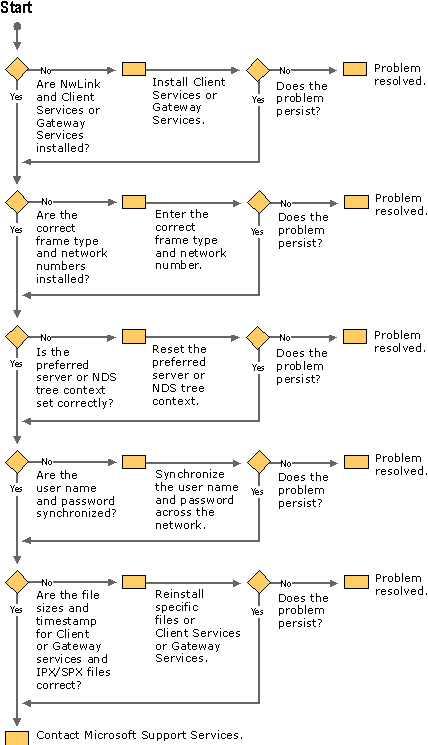 Start
No
No
Yes
Yes
Are NwLink
and Client
Services or
Gateway
Services
installed?
Install Client
Services or
Gateway
Services.
Does the
problem
persist?
Problem
resolved.
No
No
Yes
Yes
Are the
correct
frame type
and network
numbers
installed?
Enter the
correct
frame type
and network
number.
Does the
problem
persist?
Problem
resolved.
No
No
Yes
Yes
Is the
preferred
server or NDS
tree context
set correctly?
Reset the
preferred
server or
NDS tree
context.
Does the
problem
persist?
Problem
resolved.
No
No
Yes
Yes
Are the
user name
and password
synchronized?
Synchronize
the user name
and password
across the
network.
Does the
problem
persist?
Problem
resolved.
No
No
Yes
Yes
Are the file
sizes and
timestamp
for Client
or Gateway
services and
IPX/SPX files
correct?
Reinstall
specific
files or
Client Services
or Gateway
Services.
Does the
problem
persist?
Problem
resolved.
Contact Microsoft Support Services.